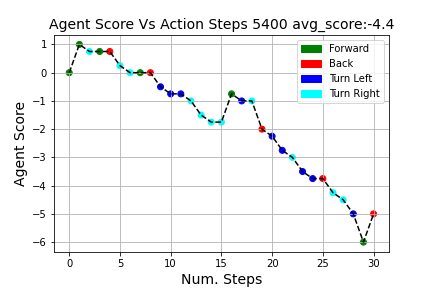 Agent Score Vs Action Steps 5400 avg_score:-4.4
Agent Score
1
0
−1
−2
−3
−4
−5
−6
Forward
Back
Turn Left
Turn Right
0 5 10 15 20 25 30
Num. Steps